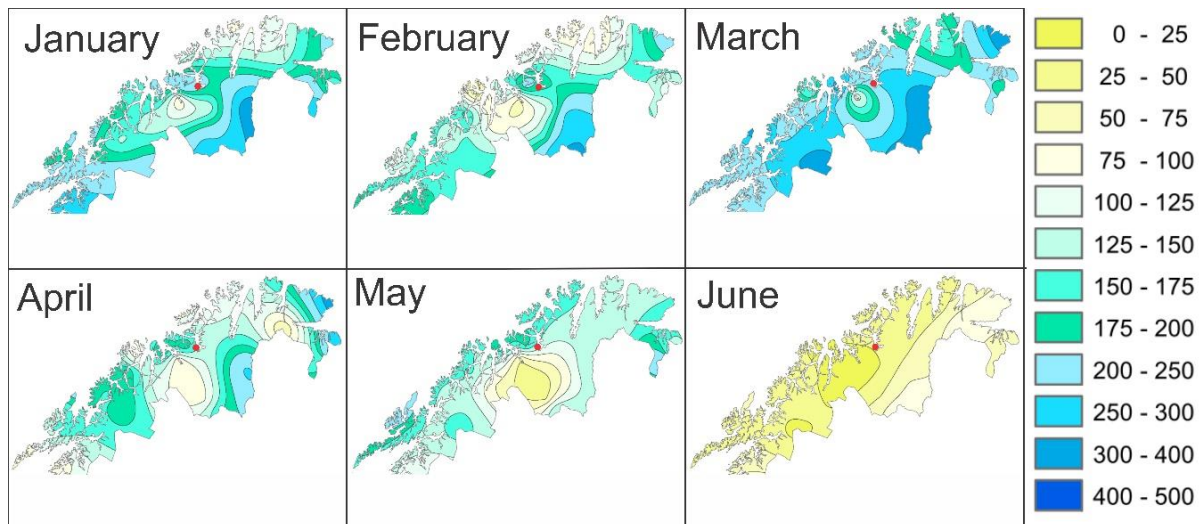 January
February
March
April
May
June
0 - 25
25 - 50
50 - 75
75 - 100
100 - 125
125 - 150
150 - 175
175 - 200
200 - 250
250 - 300
300 - 400
400 - 500